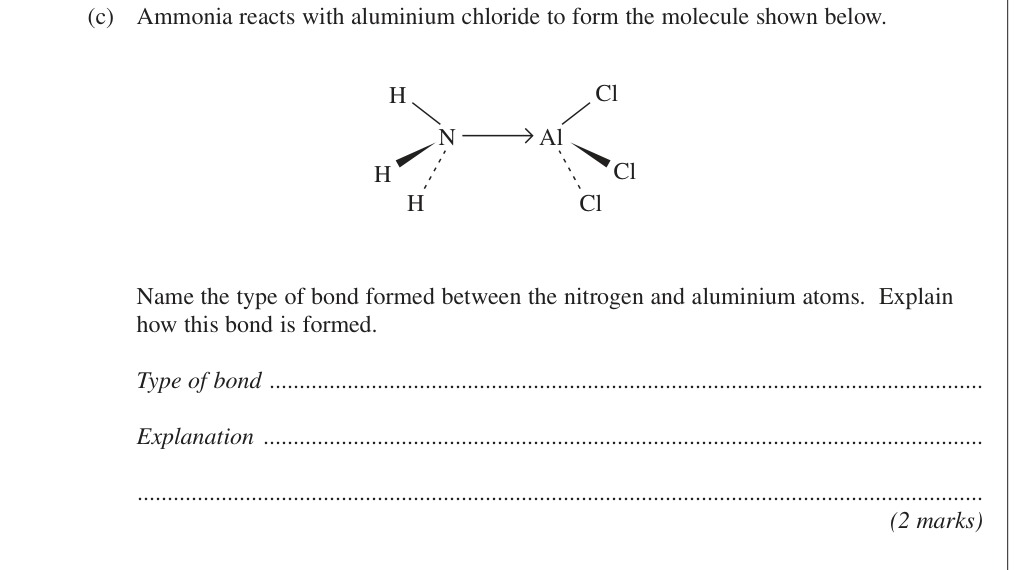 (c) Ammonia reacts with aluminium chloride to form the molecule shown below.
H Cl
N Al
H Cl
H Cl
Name the type of bond formed between the nitrogen and aluminium atoms. Explain
how this bond is formed.
Type of bond ................................................................
Explanation ................................................................
................................................................
(2 marks)